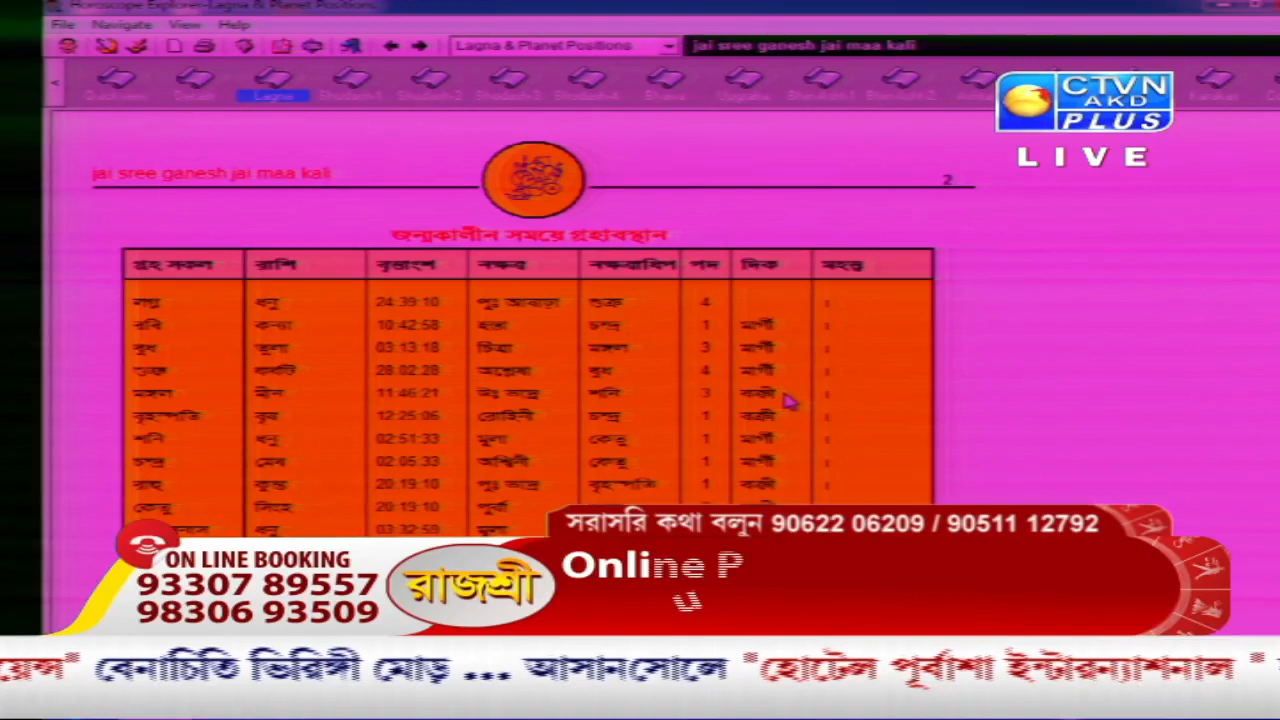 Horoscope Explorer-Lagna & Planet Positions
File Navigate View Help
Lagna & Planet Positions jai sree ganesh jai maa kali
Lagna
CTVN
AKD
PLUS
LIVE
jai sree ganesh jai maa kali 2
জন্মকালীন সময়ে গ্রহাবস্থান
গ্রহ সকল রাশি বৃত্তাংশ নক্ষত্র নক্ষত্রাধিপ পদ দিক মহত্ত্ব
লগ্ন ধনু 24:39:10 পূঃ আষাঢ়া শুক্র 4
রবি কন্যা 10:42:58 হস্তা চন্দ্র 1 মার্গী
বুধ তুলা 03:13:18 চিত্রা মঙ্গল 3 মার্গী
শুক্র কর্কট 28:02:28 অশ্লেষা বুধ 4 মার্গী
মঙ্গল মীন 11:46:21 উঃ ভাদ্র শনি 3 বক্রী
বৃহস্পতি বৃষ 12:25:06 রোহিনী চন্দ্র 1 বক্রী
শনি ধনু 02:51:33 মুলা কেতু 1 মার্গী
চন্দ্র মেষ 02:05:33 অশ্বিনী কেতু 1 মার্গী
রাহু কুম্ভ 20:19:10 পূঃ ভাদ্র বৃহস্পতি 1 বক্রী
কেতু সিংহে 20:19:10 পূর্বা
ধনু 03:32:59 মুলা
সরাসরি কথা বলুন 90622 06209 / 90511 12792
ON LINE BOOKING
93307 89557
98306 93509
রাজশ্রী
Online P
u
য়েন্স" বেনাচিতি ভিরিঙ্গী মোড় ... আসানসোলে "হোটেল পূর্বাশা ইন্টারন্যাশনাল "